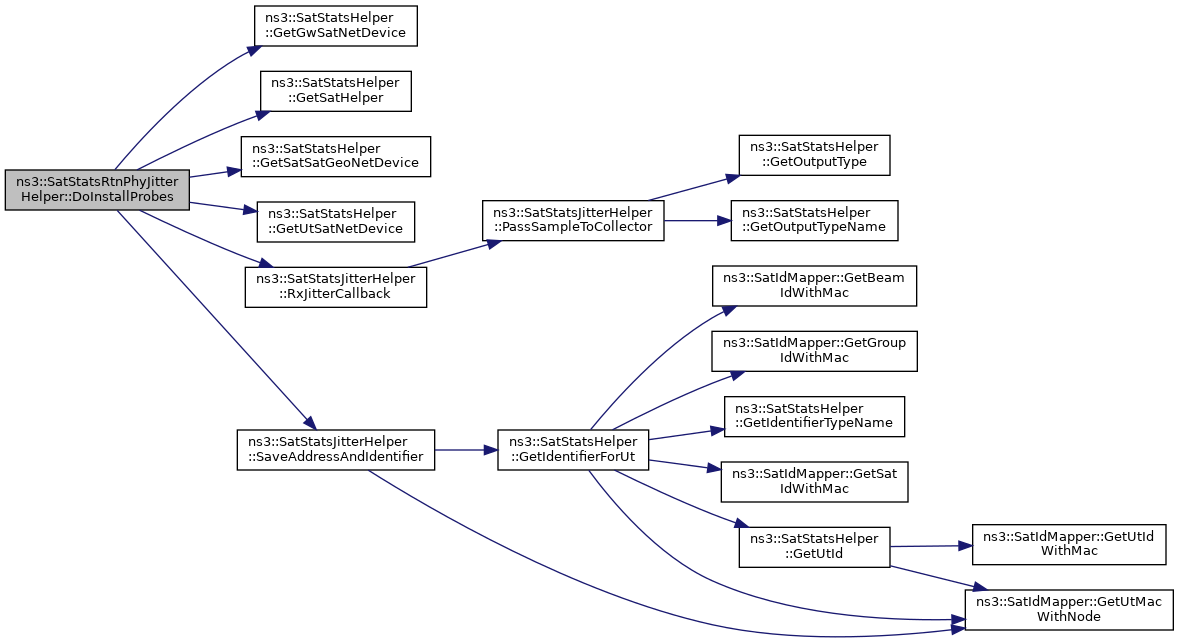 ns3::SatStatsHelper
::GetGwSatNetDevice
ns3::SatStatsHelper
::GetSatHelper
ns3::SatStatsHelper
::GetSatSatGeoNetDevice
ns3::SatStatsRtnPhyJitter
Helper::DoInstallProbes
ns3::SatStatsHelper
::GetUtSatNetDevice
ns3::SatStatsJitterHelper
::RxJitterCallback
ns3::SatStatsJitterHelper
::PassSampleToCollector
ns3::SatStatsHelper
::GetOutputType
ns3::SatStatsHelper
::GetOutputTypeName
ns3::SatStatsJitterHelper
::SaveAddressAndIdentifier
ns3::SatStatsHelper
::GetIdentifierForUt
ns3::SatIdMapper::GetBeam
IdWithMac
ns3::SatIdMapper::GetGroup
IdWithMac
ns3::SatStatsHelper
::GetIdentifierTypeName
ns3::SatIdMapper::GetSat
IdWithMac
ns3::SatStatsHelper
::GetUtId
ns3::SatIdMapper::GetUtId
WithMac
ns3::SatIdMapper::GetUtMac
WithNode